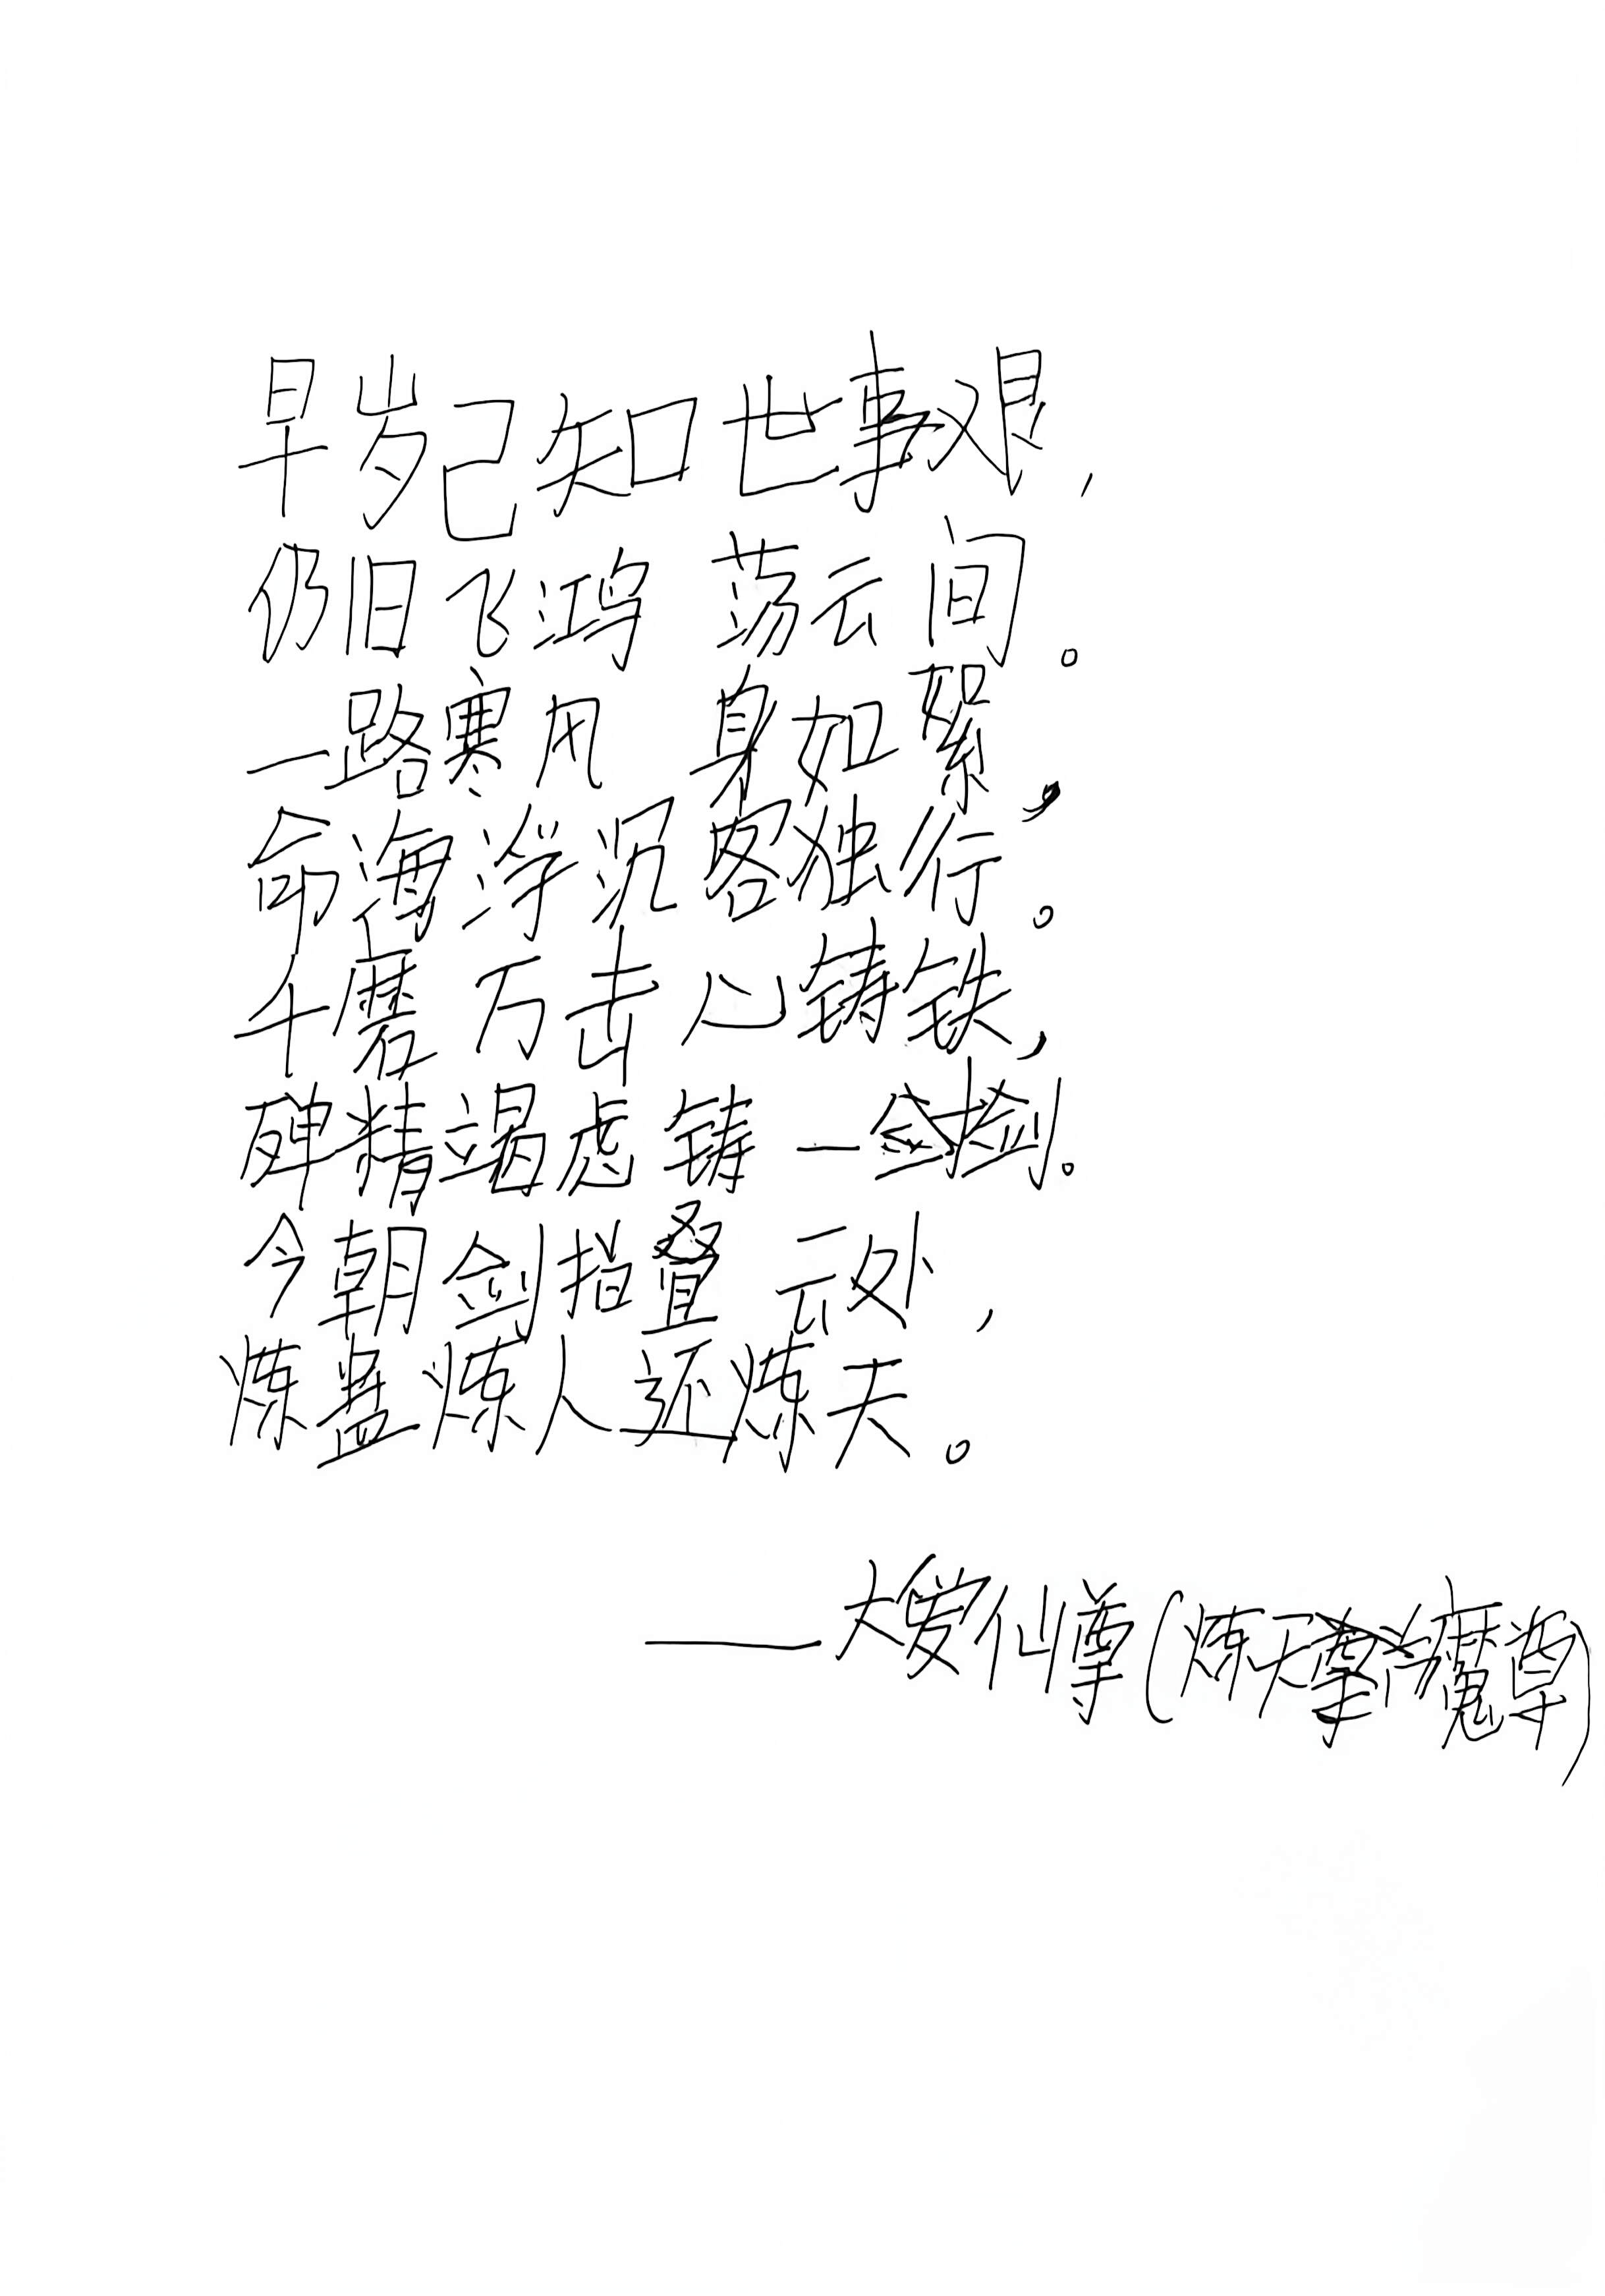 早岁已知世事艰，
仍旧飞鸿荡云间。
一路寒风身如絮，
命海浮沉客独行。
千磨万击心铸铁，
殚精竭虑铸一剑。
今朝剑指叠云处，
炼蛊炼人还炼天。
——大爱仙尊(炼天魔尊)